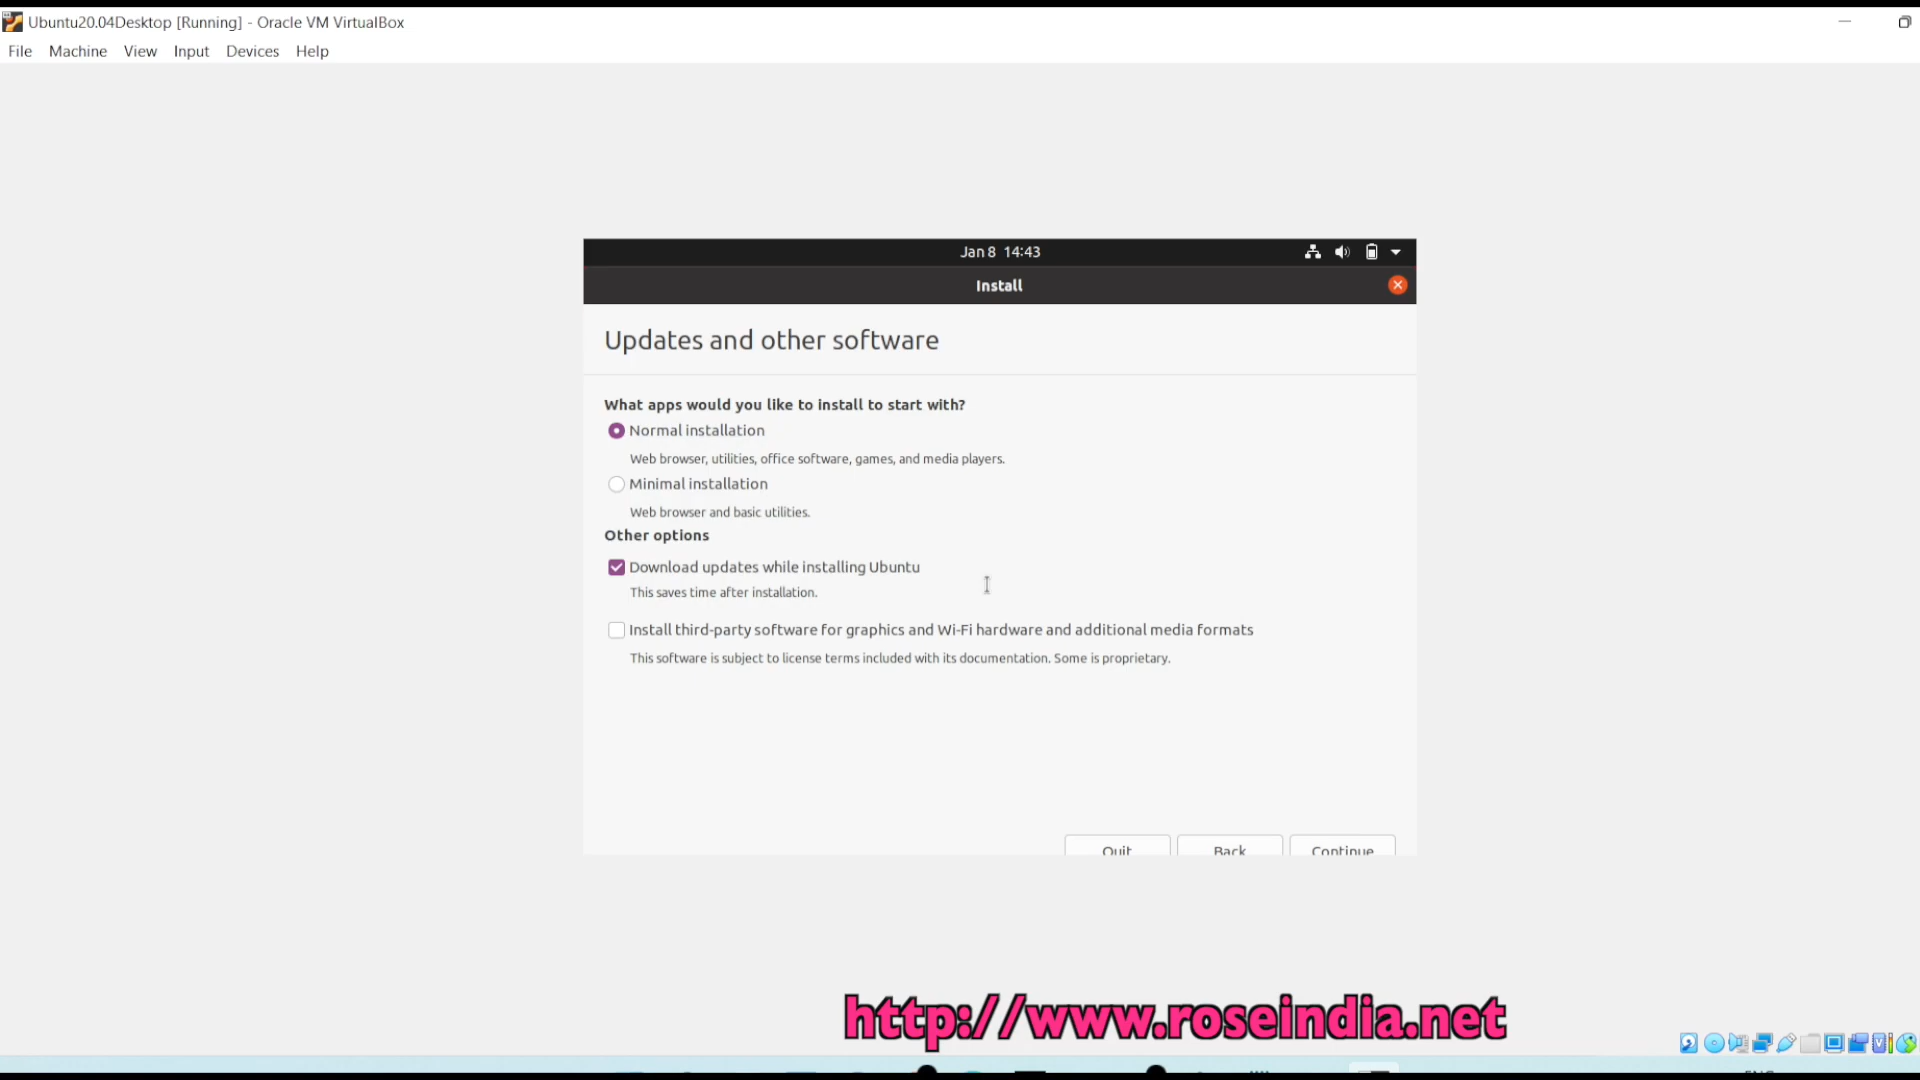 Ubuntu20.04Desktop [Running] - Oracle VM VirtualBox
File Machine View Input Devices Help
Jan 8 14:43
Install
Updates and other software
What apps would you like to install to start with?
Normal installation
Web browser, utilities, office software, games, and media players.
Minimal installation
Web browser and basic utilities.
Other options
Download updates while installing Ubuntu
This saves time after installation.
Install third-party software for graphics and Wi-Fi hardware and additional media formats
This software is subject to license terms included with its documentation. Some is proprietary.
Quit Back Continue
http://www.roseindia.net